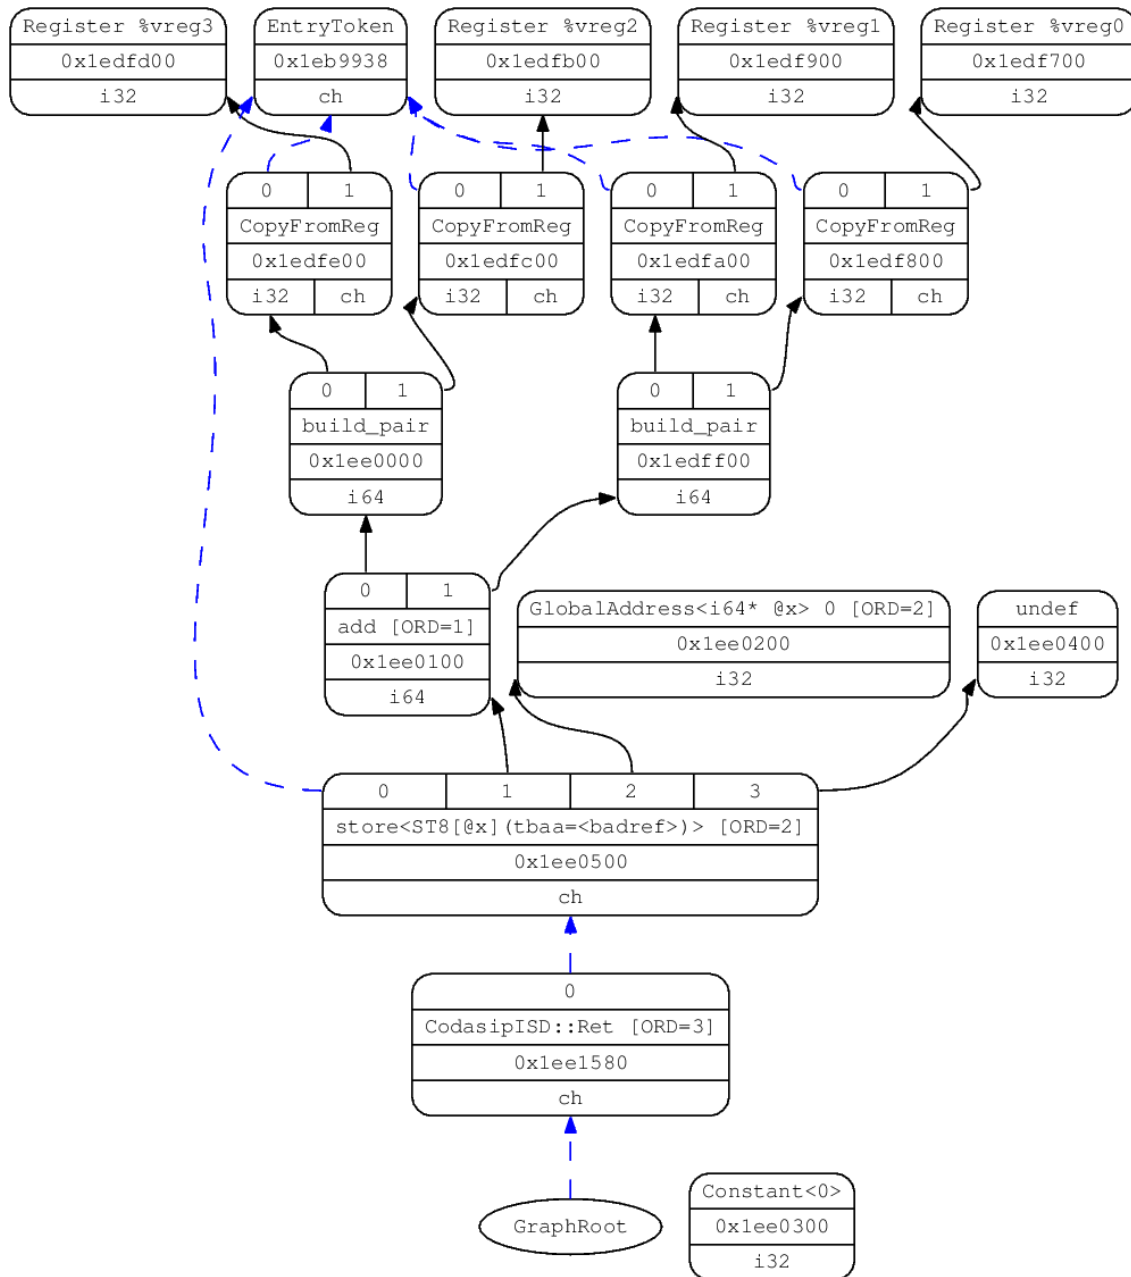 Register %vreg3
0x1edfd00
i32
EntryToken
0x1eb9938
ch
Register %vreg2
0x1edfb00
i32
Register %vreg1
0x1edf900
i32
Register %vreg0
0x1edf700
i32
0 1
CopyFromReg
0x1edfe00
i32 ch
0 1
CopyFromReg
0x1edfc00
i32 ch
0 1
CopyFromReg
0x1edfa00
i32 ch
0 1
CopyFromReg
0x1edf800
i32 ch
0 1
build_pair
0x1ee0000
i64
0 1
build_pair
0x1edff00
i64
0 1
add [ORD=1]
0x1ee0100
i64
GlobalAddress<i64* @x> 0 [ORD=2]
0x1ee0200
i32
undef
0x1ee0400
i32
0 1 2 3
store<ST8[@x](tbaa=<badref>)> [ORD=2]
0x1ee0500
ch
0
CodasipISD::Ret [ORD=3]
0x1ee1580
ch
GraphRoot
Constant<0>
0x1ee0300
i32